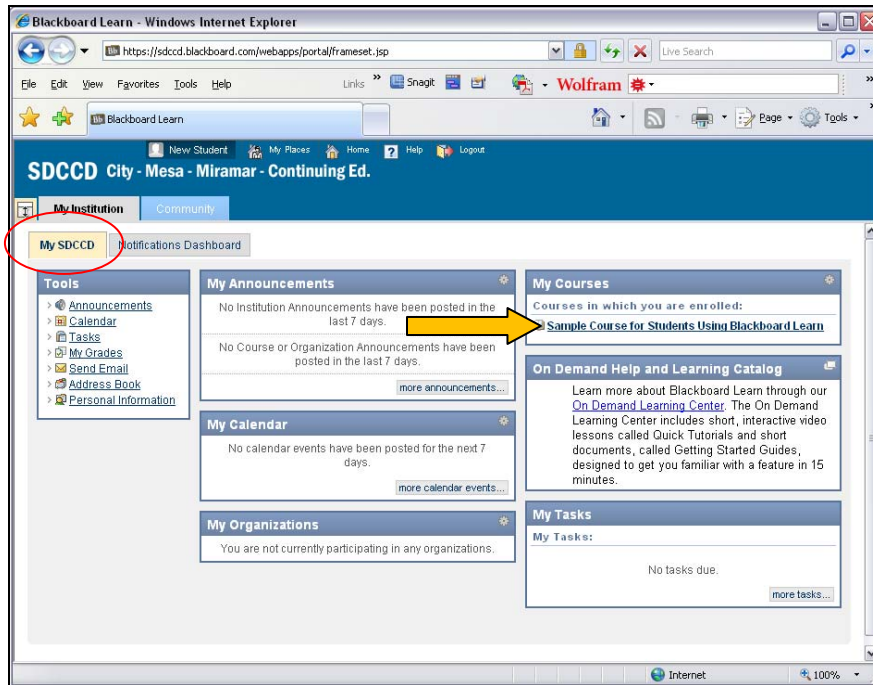 Blackboard Learn - Windows Internet Explorer
https://sdccd.blackboard.com/webapps/portal/frameset.jsp
Live Search
File Edit View Favorites Tools Help
Links » Snagit
Wolfram
»
Blackboard Learn
Page
Tools
»
New Student My Places Home ? Help Logout
SDCCD City - Mesa - Miramar - Continuing Ed.
My Institution Community
My SDCCD Notifications Dashboard
Tools
Announcements
Calendar
Tasks
My Grades
Send Email
Address Book
Personal Information
My Announcements
No Institution Announcements have been posted in the
last 7 days.
No Course or Organization Announcements have been
posted in the last 7 days.
more announcements...
My Calendar
No calendar events have been posted for the next 7
days.
more calendar events...
My Organizations
You are not currently participating in any organizations.
My Courses
Courses in which you are enrolled:
Sample Course for Students Using Blackboard Learn
On Demand Help and Learning Catalog
Learn more about Blackboard Learn through our
On Demand Learning Center. The On Demand
Learning Center includes short, interactive video
lessons called Quick Tutorials and short
documents, called Getting Started Guides,
designed to get you familiar with a feature in 15
minutes.
My Tasks
My Tasks:
No tasks due.
more tasks...
Internet
100%